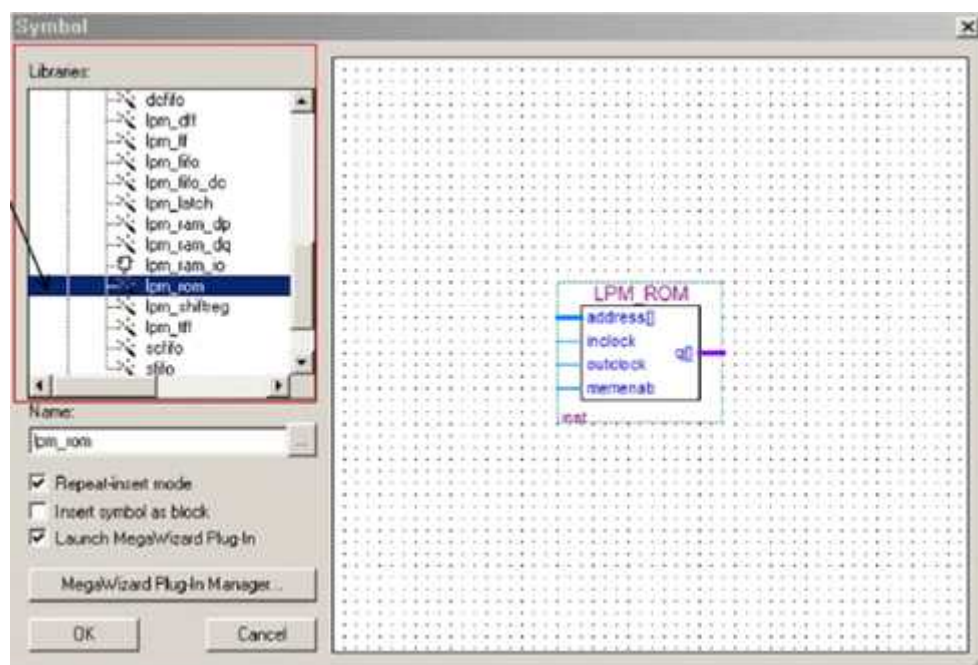 Symbol
Libraries:
dcfifo
lpm_dff
lpm_ff
lpm_fifo
lpm_fifo_dc
lpm_latch
lpm_ram_dp
lpm_ram_dq
lpm_ram_io
lpm_rom
lpm_shiftreg
lpm_tff
scfifo
sfifo
Name:
lpm_rom
...
Repeat-insert mode
Insert symbol as block
Launch MegaWizard Plug-In
MegaWizard Plug-In Manager...
OK
Cancel
LPM_ROM
address[]
inclock
outclock
memenab
q[]
inst